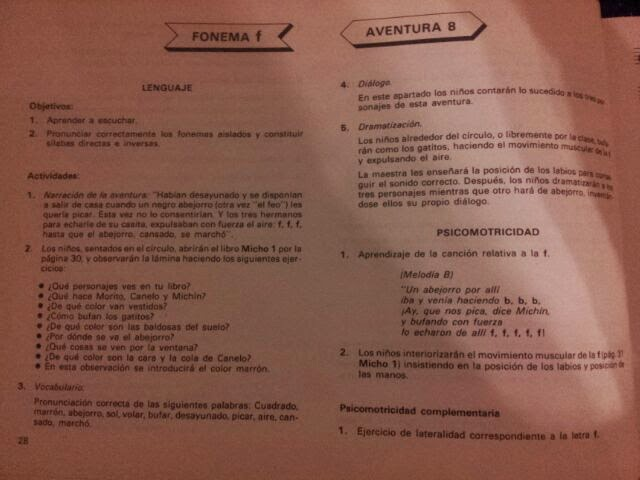 FONEMA f
LENGUAJE
Objetivos:
1. Aprender a escuchar.
2. Pronunciar correctamente los fonemas aislados y constituir
sílabas directas e inversas.
Actividades:
1. Narración de la aventura: "Habían desayunado y se disponían
a salir de casa cuando un negro abejorro (otra vez "el feo") les
quería picar. Esta vez no lo consentirían. Y los tres hermanos
para echarle de su casita, expulsaban con fuerza el aire: f, f, f,
hasta que el abejorro, cansado, se marchó".
2. Los niños, sentados en el círculo, abrirán el libro Micho 1 por la
página 30, y observarán la lámina haciendo los siguientes ejer-
cicios:
● ¿Qué personajes ves en tu libro?
● ¿Qué hace Morito, Canelo y Michín?
● ¿De qué color van vestidos?
● ¿Cómo bufan los gatitos?
● ¿De qué color son las baldosas del suelo?
● ¿Por dónde se va el abejorro?
● ¿Qué cosas se ven por la ventana?
● ¿De qué color son la cara y la cola de Canelo?
● En esta observación se introducirá el color marrón.
3. Vocabulario:
Pronunciación correcta de las siguientes palabras: Cuadrado,
marrón, abejorro, sol, volar, bufar, desayunado, picar, aire, can-
sado, marchó.
28
AVENTURA 8
4. Diálogo.
En este apartado los niños contarán lo sucedido a los tres per
sonajes de esta aventura.
5. Dramatización.
Los niños alrededor del círculo, o libremente por la clase, bufa
rán como los gatitos, haciendo el movimiento muscular de la f
y expulsando el aire.
La maestra les enseñará la posición de los labios para conse
guir el sonido correcto. Después, los niños dramatizarán a los
tres personajes mientras que otro hará de abejorro, inventán
dose ellos su propio diálogo.
PSICOMOTRICIDAD
1. Aprendizaje de la canción relativa a la f.
(Melodía B)
"Un abejorro por allí
iba y venía haciendo b, b, b,
¡Ay, que nos pica, dice Michín,
y bufando con fuerza
lo echaron de allí f, f, f, f, f!
2. Los niños interiorizarán el movimiento muscular de la f (pág. 31
Micho 1) insistiendo en la posición de los labios y posición de
las manos.
Psicomotricidad complementaria
1. Ejercicio de lateralidad correspondiente a la letra f.